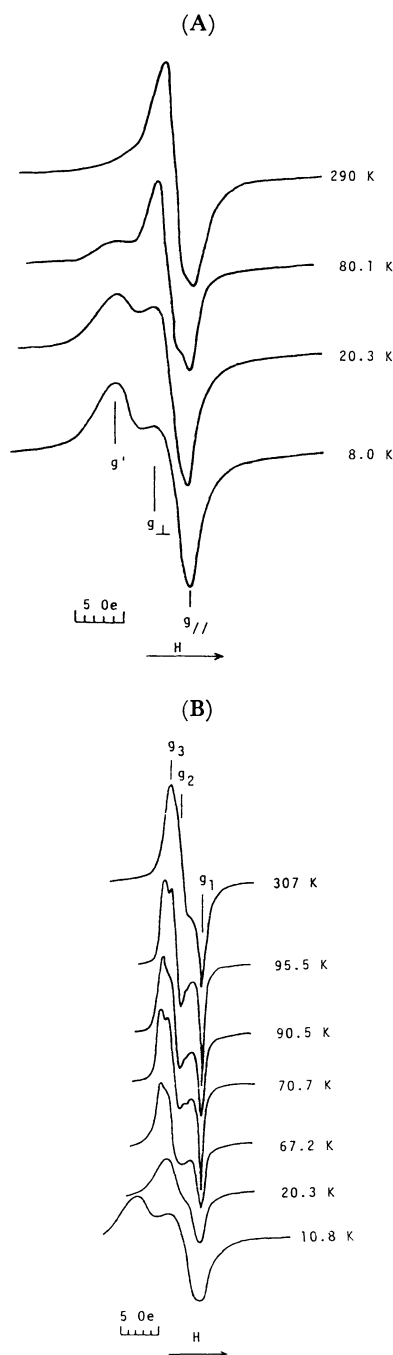 (A)
290 K
80.1 K
20.3 K
8.0 K
g'
g⊥
g//
5 Oe
H
(B)
g3
g2
g1
307 K
95.5 K
90.5 K
70.7 K
67.2 K
20.3 K
10.8 K
5 Oe
H